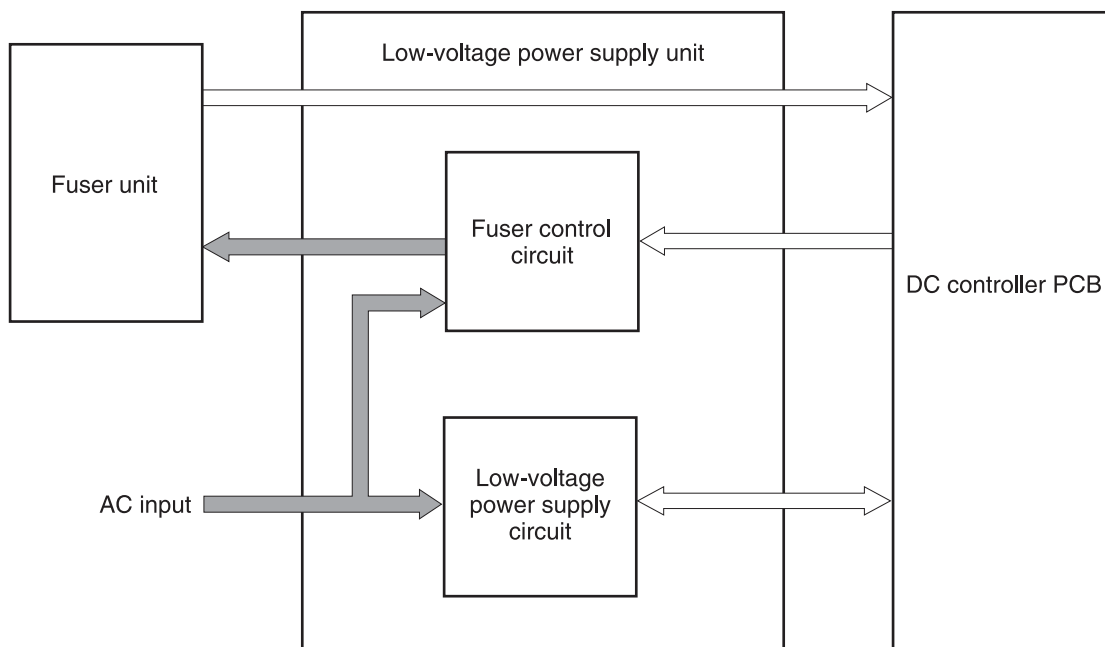 Low-voltage power supply unit
Fuser unit
Fuser control
circuit
DC controller PCB
AC input
Low-voltage
power supply
circuit